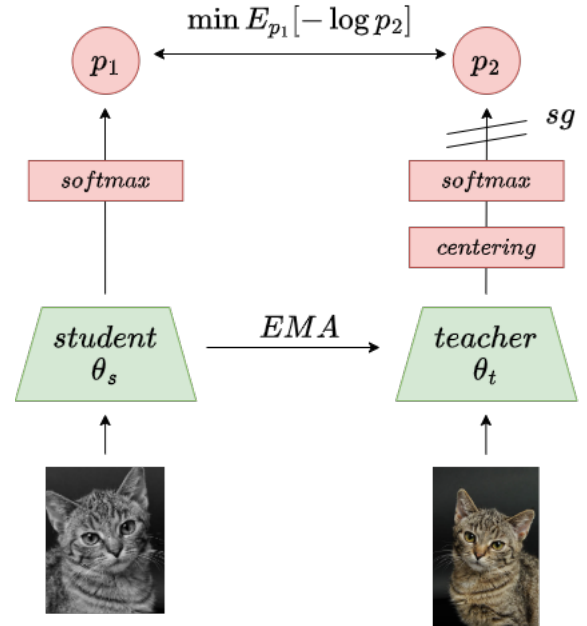 min E_{p_1}[− log p_2]
p_1
p_2
sg
softmax
softmax
centering
student
θ_s
EMA
teacher
θ_t